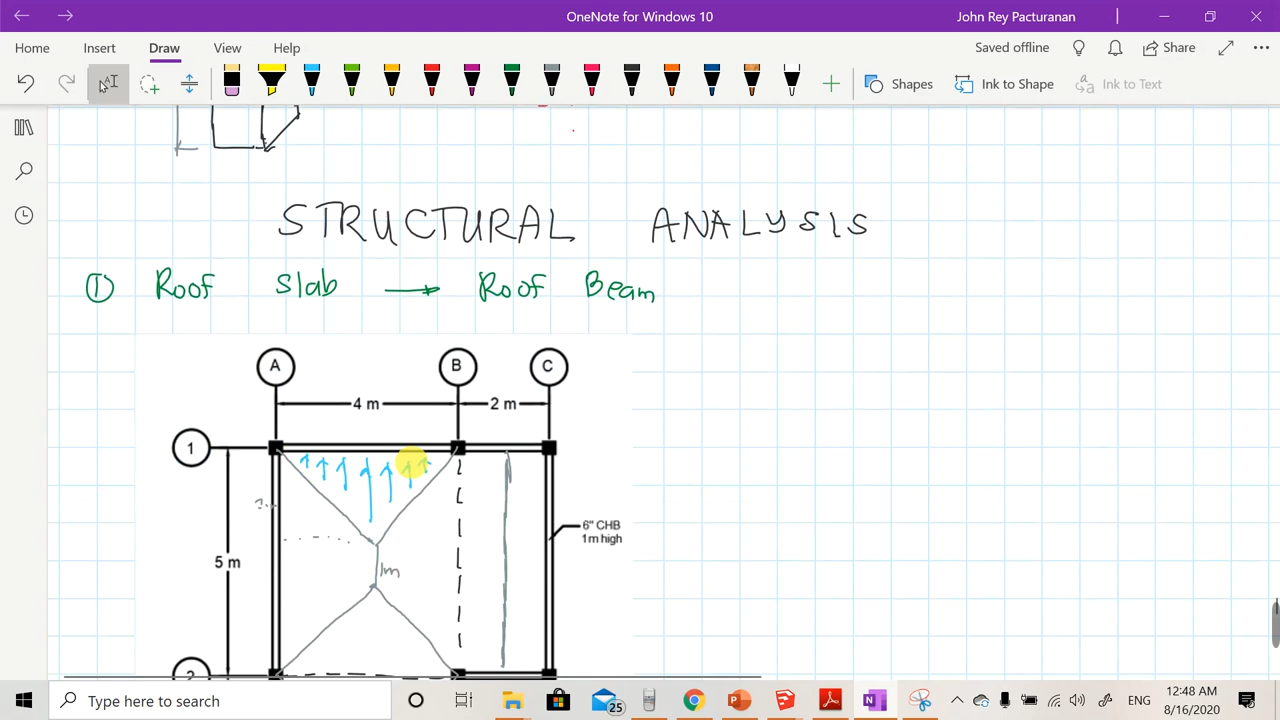 OneNote for Windows 10
John Rey Pacturanan
Home Insert Draw View Help
Saved offline
Share
Shapes
Ink to Shape
Ink to Text
STRUCTURAL ANALYSIS
① Roof Slab → Roof Beam
A B C
4 m 2 m
1
5 m
1m
6" CHB
1m high
2
Type here to search
25
ENG
12:48 AM
8/16/2020